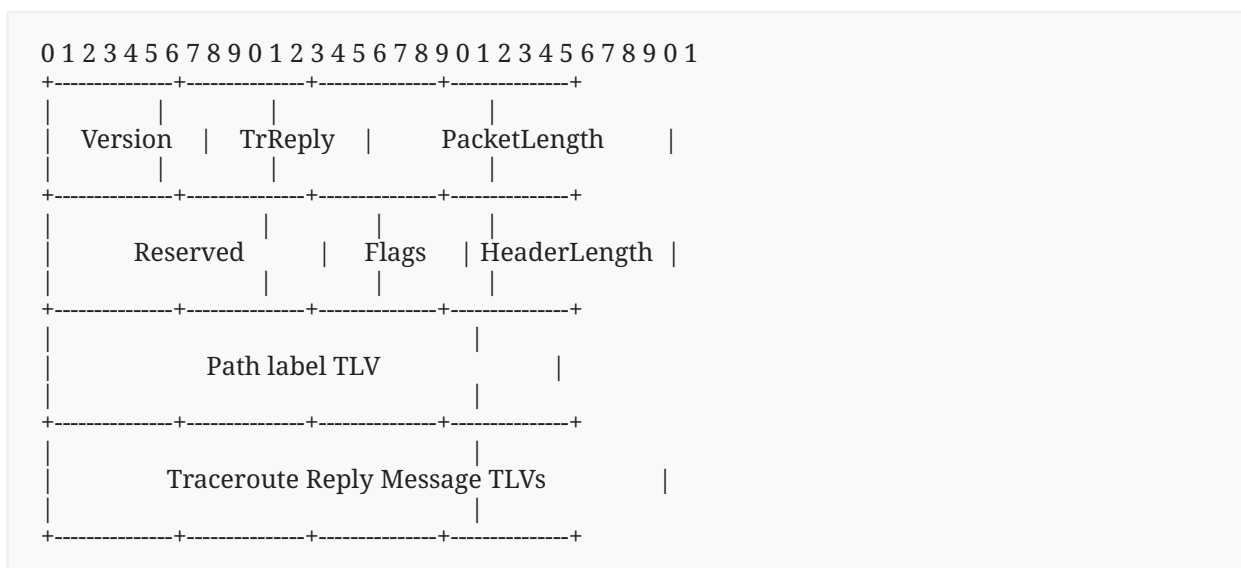 0 1 2 3 4 5 6 7 8 9 0 1 2 3 4 5 6 7 8 9 0 1 2 3 4 5 6 7 8 9 0 1
+---------------+---------------+---------------+---------------+
| | | |
| Version | TrReply | PacketLength |
| | | |
+---------------+---------------+---------------+---------------+
| | | |
| Reserved | Flags | HeaderLength |
| | | |
+---------------+---------------+---------------+---------------+
| |
| Path label TLV |
| |
+---------------+---------------+---------------+---------------+
| |
| Traceroute Reply Message TLVs |
| |
+---------------+---------------+---------------+---------------+